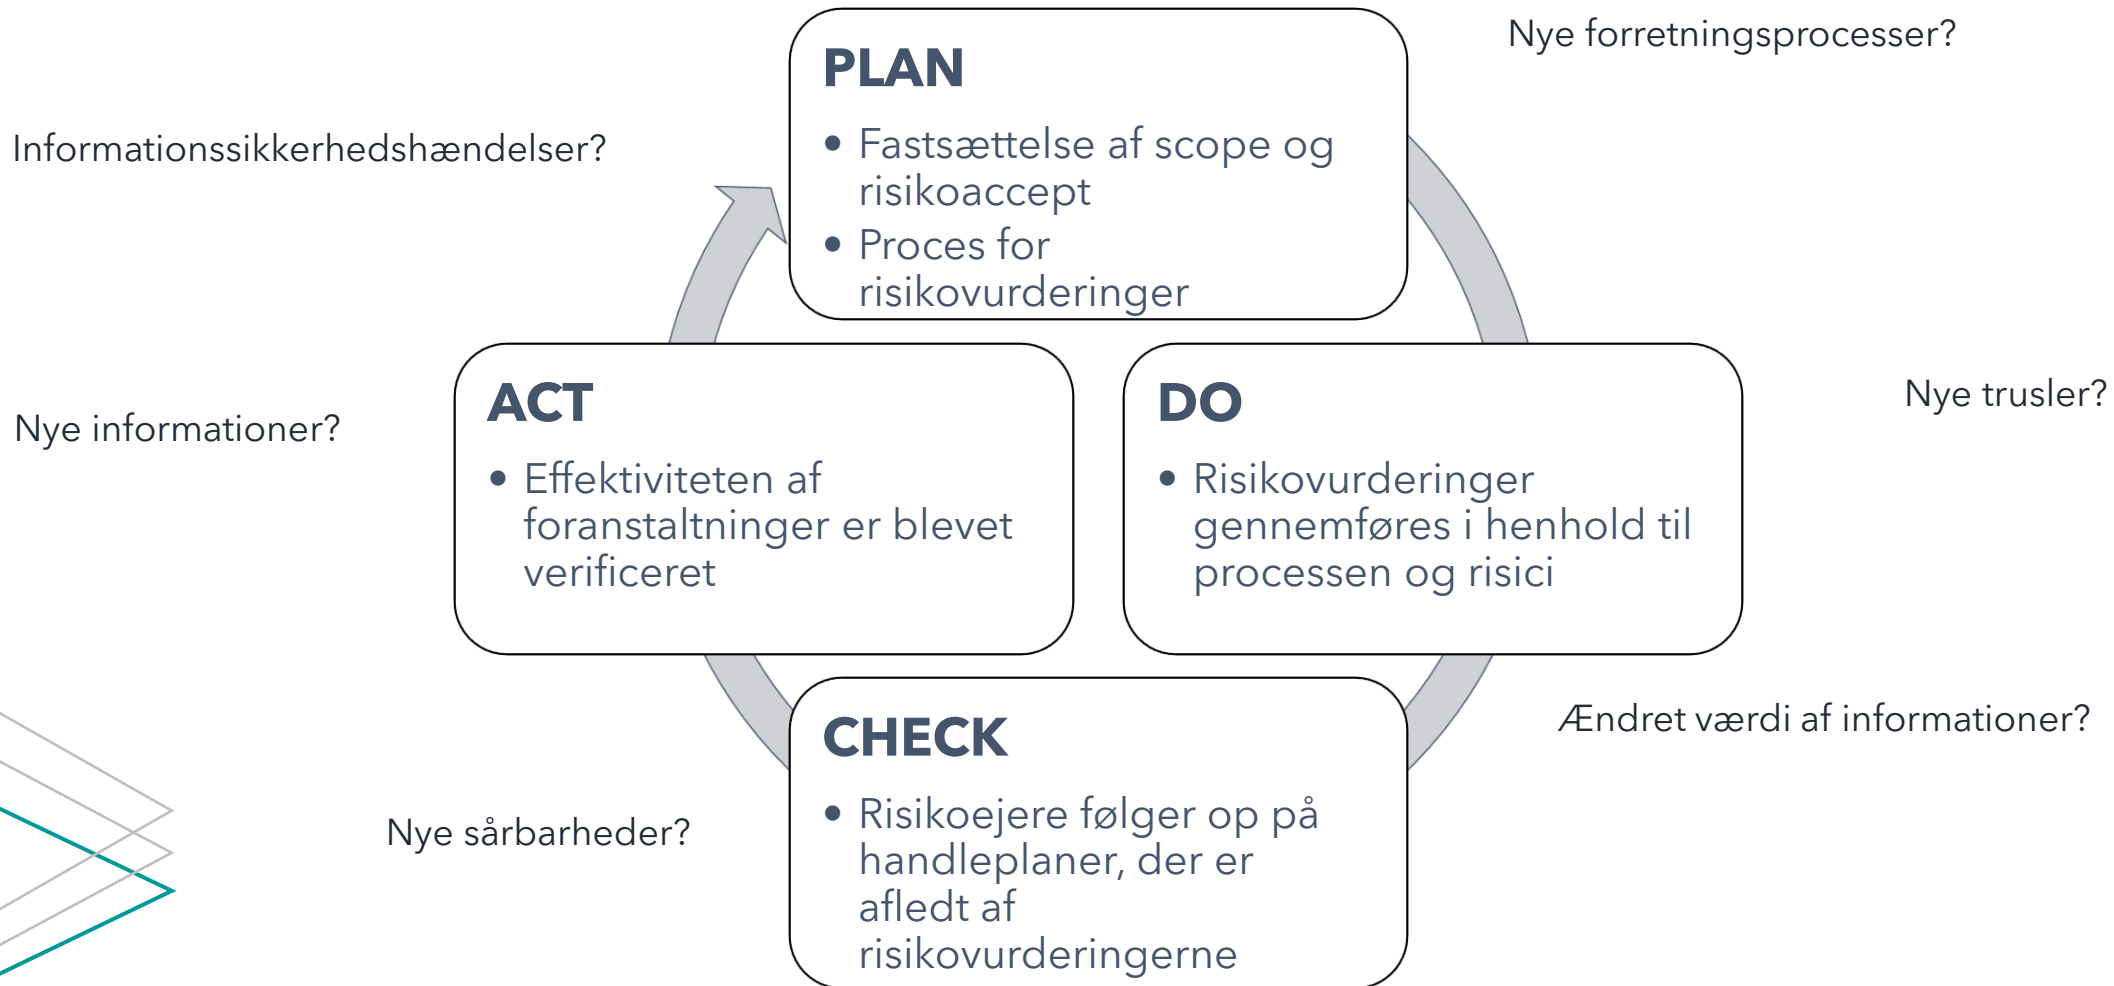 Nye forretningsprocesser?
Informationssikkerhedshændelser?
PLAN
• Fastsættelse af scope og
risikoaccept
• Proces for
risikovurderinger
Nye informationer?
ACT
• Effektiviteten af
foranstaltninger er blevet
verificeret
DO
• Risikovurderinger
gennemføres i henhold til
processen og risici
Nye trusler?
Ændret værdi af informationer?
Nye sårbarheder?
CHECK
• Risikoejere følger op på
handleplaner, der er
afledt af
risikovurderingerne